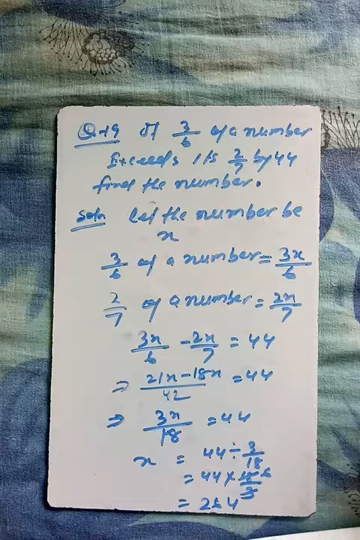 Q.19 If 3/6 of a number
Exceeds its 2/7 by 44
find the number.
Soln Let the number be
x
3/6 of a number = 3x/6
2/7 of a number = 2x/7
3x/6 - 2x/7 = 44
⇒ 21x - 18x/42 = 44
⇒ 3x/18 = 44
x = 44 ÷ 3/18
= 44 × 18/3 6
= 264